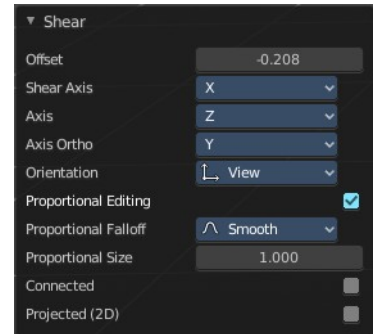 Shear
Offset -0.208
Shear Axis X
Axis Z
Axis Ortho Y
Orientation View
Proportional Editing
Proportional Falloff Smooth
Proportional Size 1.000
Connected
Projected (2D)